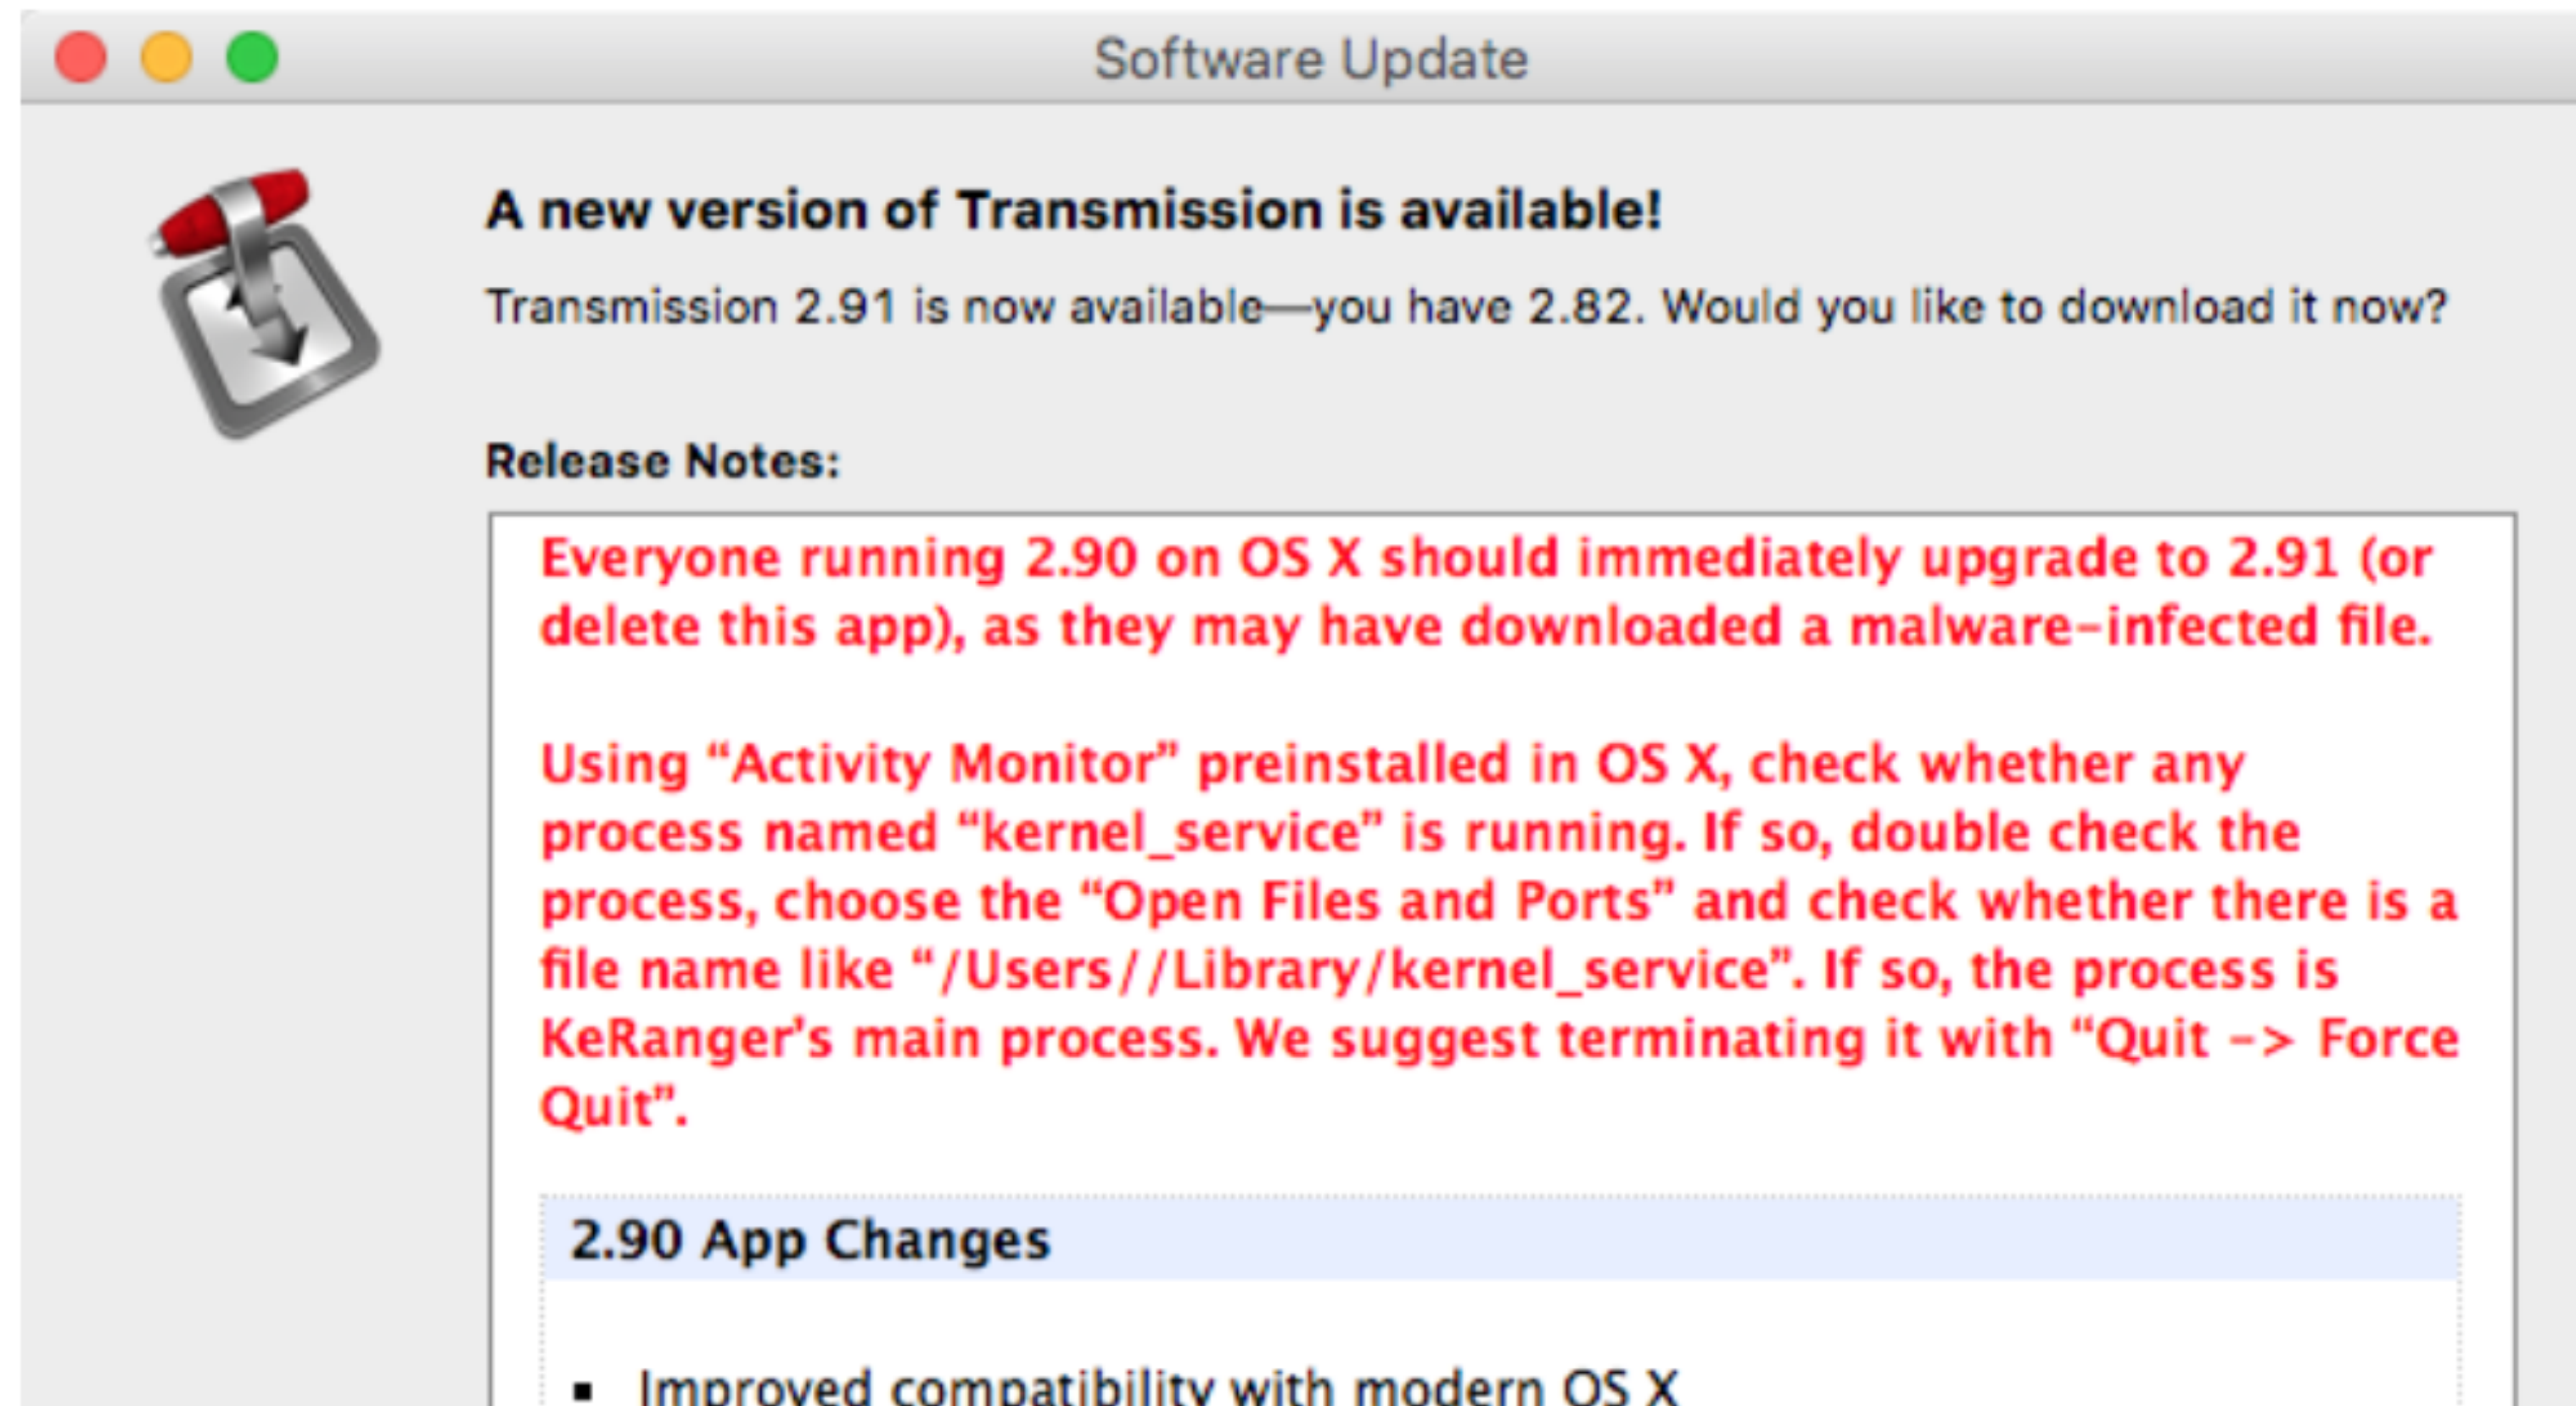 Software Update
A new version of Transmission is available!
Transmission 2.91 is now available—you have 2.82. Would you like to download it now?
Release Notes:
Everyone running 2.90 on OS X should immediately upgrade to 2.91 (or
delete this app), as they may have downloaded a malware-infected file.
Using “Activity Monitor” preinstalled in OS X, check whether any
process named “kernel_service” is running. If so, double check the
process, choose the “Open Files and Ports” and check whether there is a
file name like “/Users//Library/kernel_service”. If so, the process is
KeRanger's main process. We suggest terminating it with “Quit -> Force
Quit”.
2.90 App Changes
▪ Improved compatibility with modern OS X